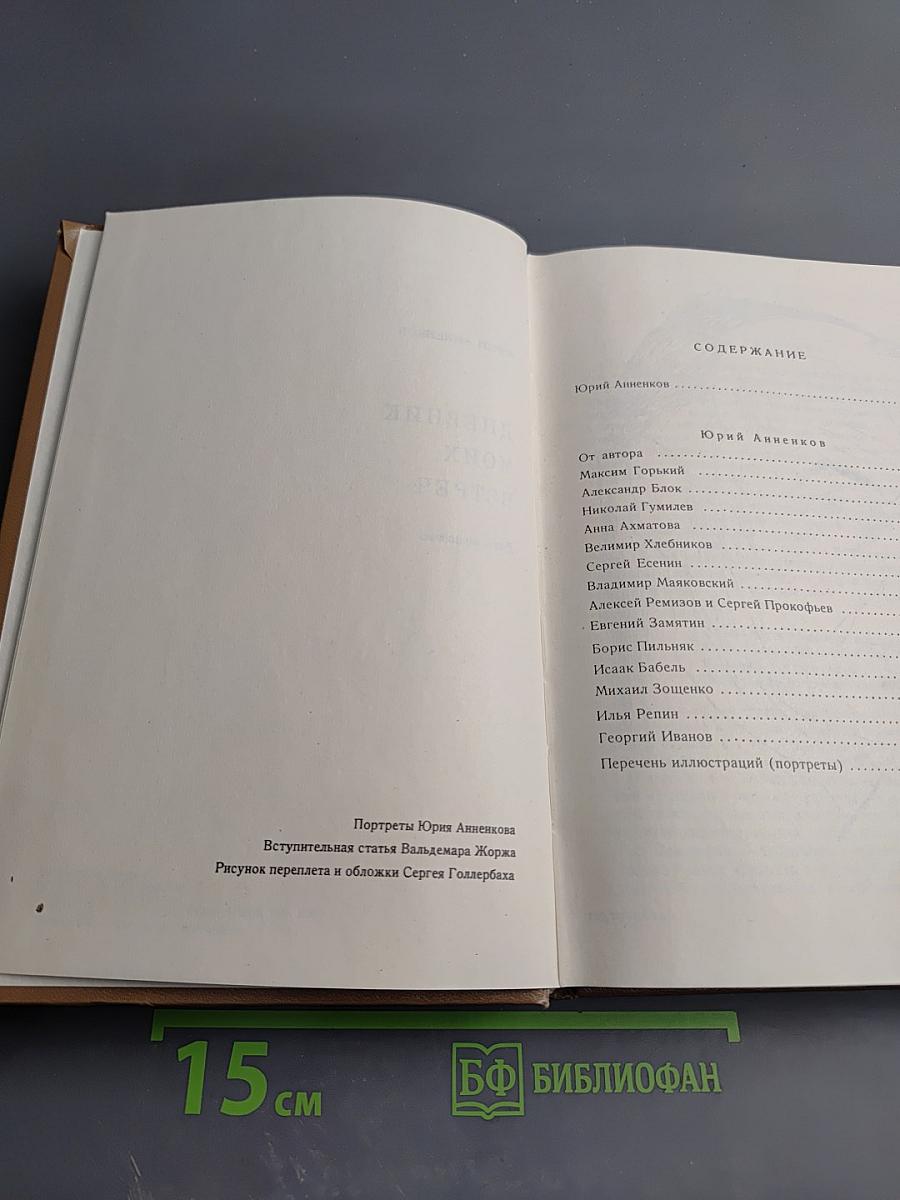 Портреты Юрия Анненкова
Вступительная статья Вальдемара Жоржа
Рисунок переплета и обложки Сергея Голлербаха
СОДЕРЖАНИЕ
Юрий Анненков
Юрий Анненков
От автора
Максим Горький
Александр Блок
Николай Гумилев
Анна Ахматова
Велимир Хлебников
Сергей Есенин
Владимир Маяковский
Алексей Ремизов и Сергей Прокофьев
Евгений Замятин
Борис Пильняк
Исаак Бабель
Михаил Зощенко
Илья Репин
Георгий Иванов
Перечень иллюстраций (портреты)
15 см
БФ БИБЛИОФАН